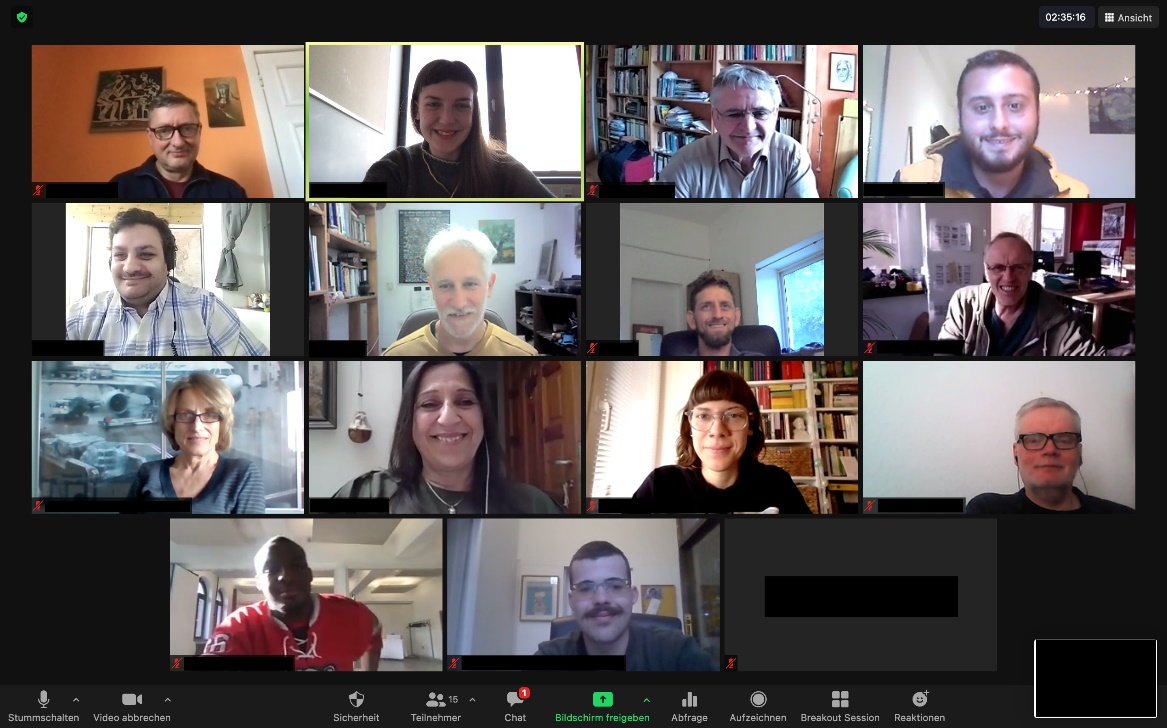 02:35:16
Ansicht
Stummschalten
Video abbrechen
Sicherheit
15
Teilnehmer
1
Chat
Bildschirm freigeben
Abfrage
Aufzeichnen
Breakout Session
Reaktionen